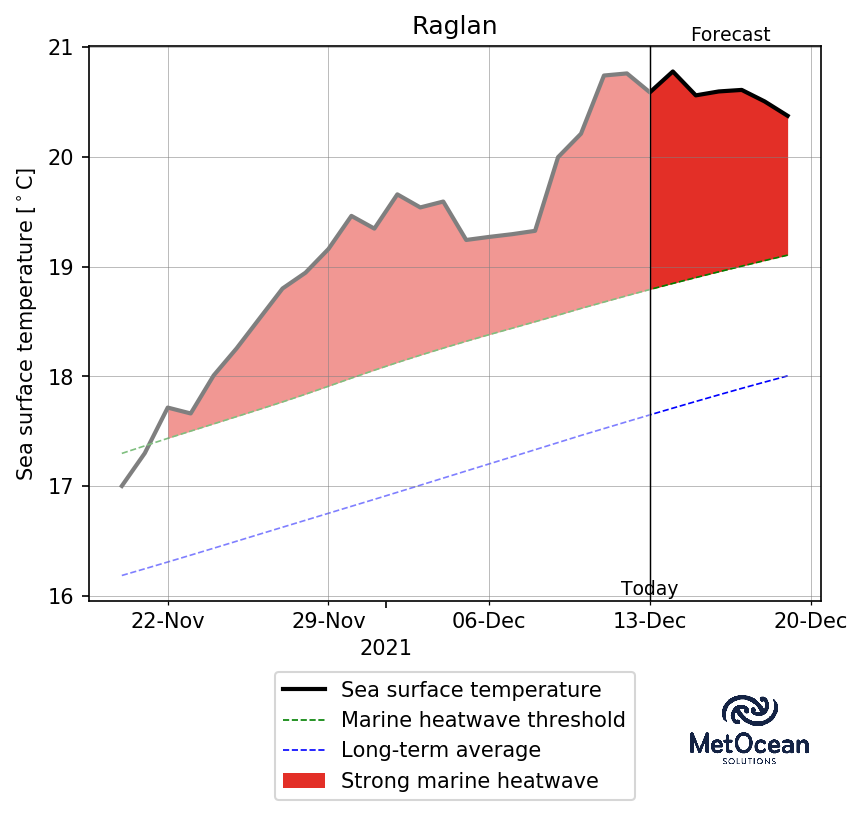 Raglan
Forecast
21
20
19
18
17
16
Sea surface temperature [°C]
Today
22-Nov
29-Nov
06-Dec
13-Dec
20-Dec
2021
Sea surface temperature
Marine heatwave threshold
Long-term average
Strong marine heatwave
MetOcean
SOLUTIONS